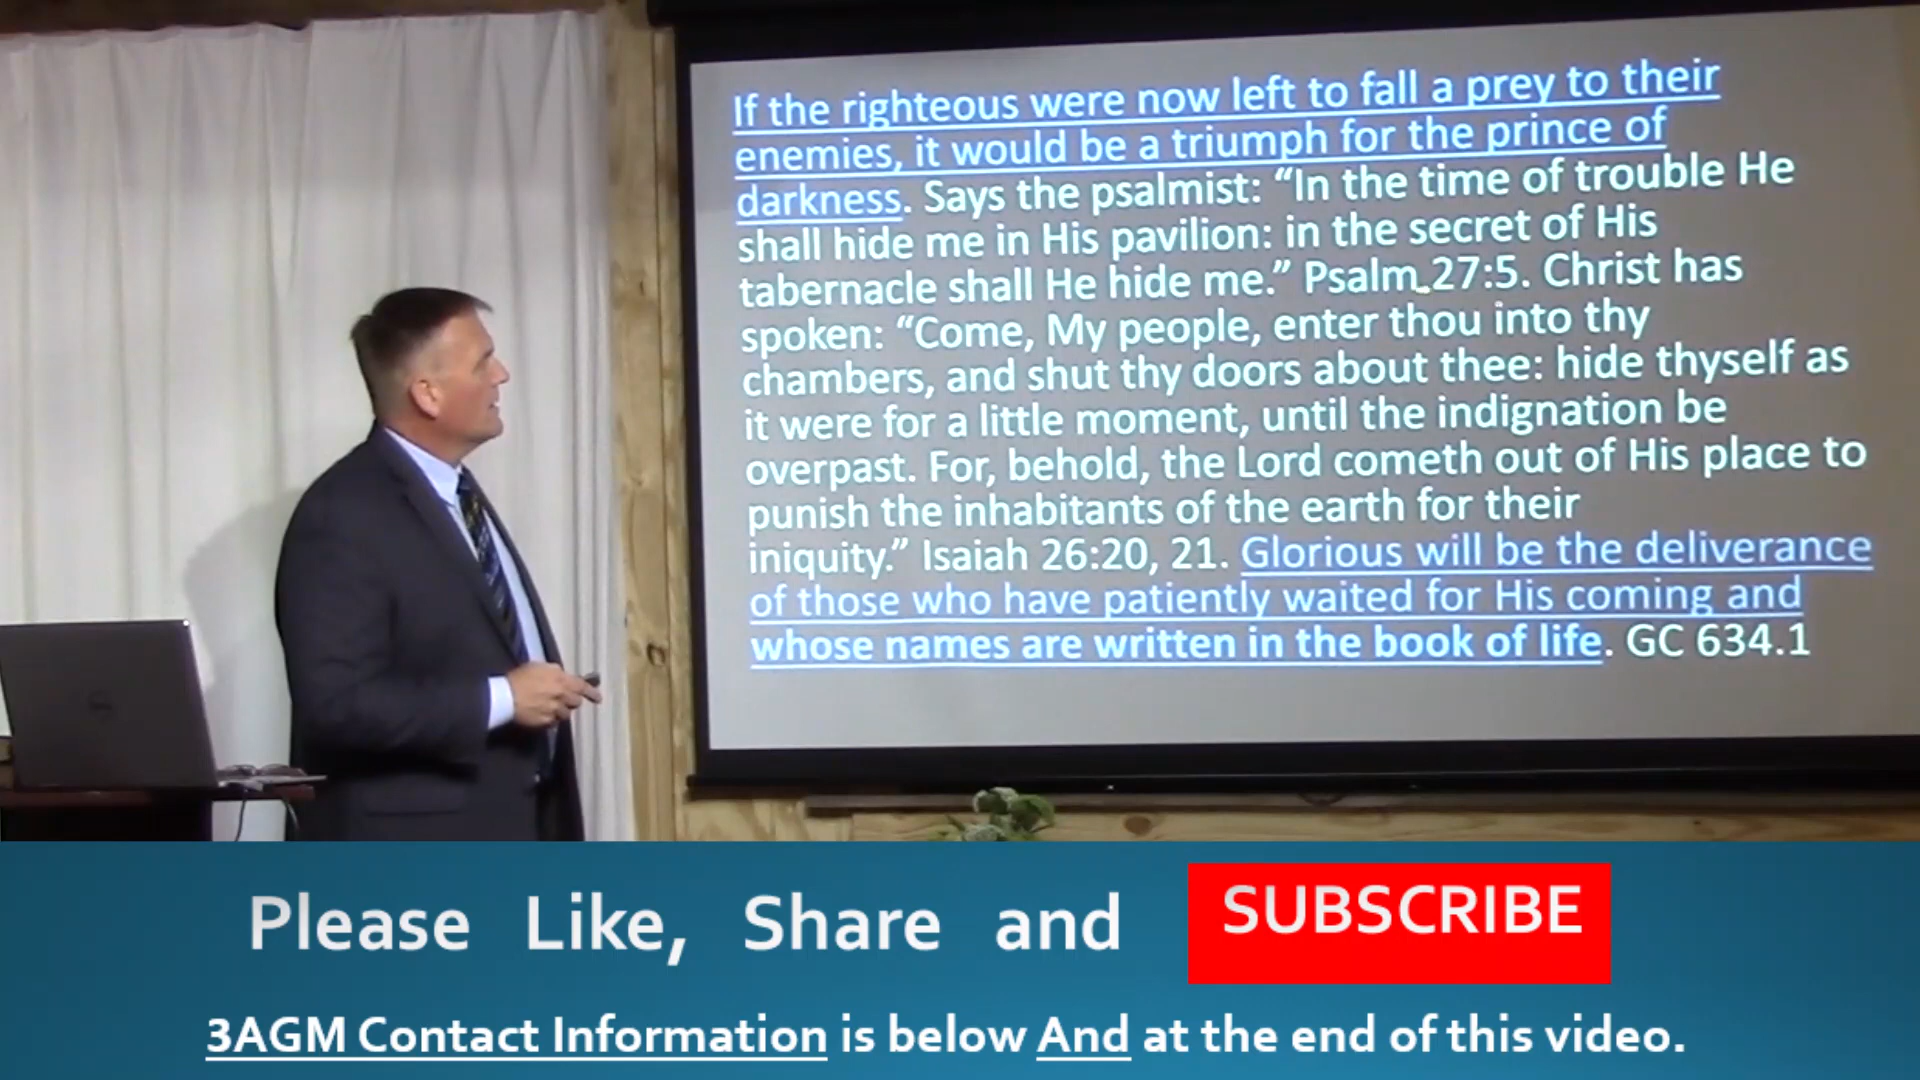 If the righteous were now left to fall a prey to their
enemies, it would be a triumph for the prince of
darkness. Says the psalmist: “In the time of trouble He
shall hide me in His pavilion: in the secret of His
tabernacle shall He hide me.” Psalm 27:5. Christ has
spoken: “Come, My people, enter thou into thy
chambers, and shut thy doors about thee: hide thyself as
it were for a little moment, until the indignation be
overpast. For, behold, the Lord cometh out of His place to
punish the inhabitants of the earth for their
iniquity.” Isaiah 26:20, 21. Glorious will be the deliverance
of those who have patiently waited for His coming and
whose names are written in the book of life. GC 634.1
Please Like, Share and SUBSCRIBE
3AGM Contact Information is below And at the end of this video.